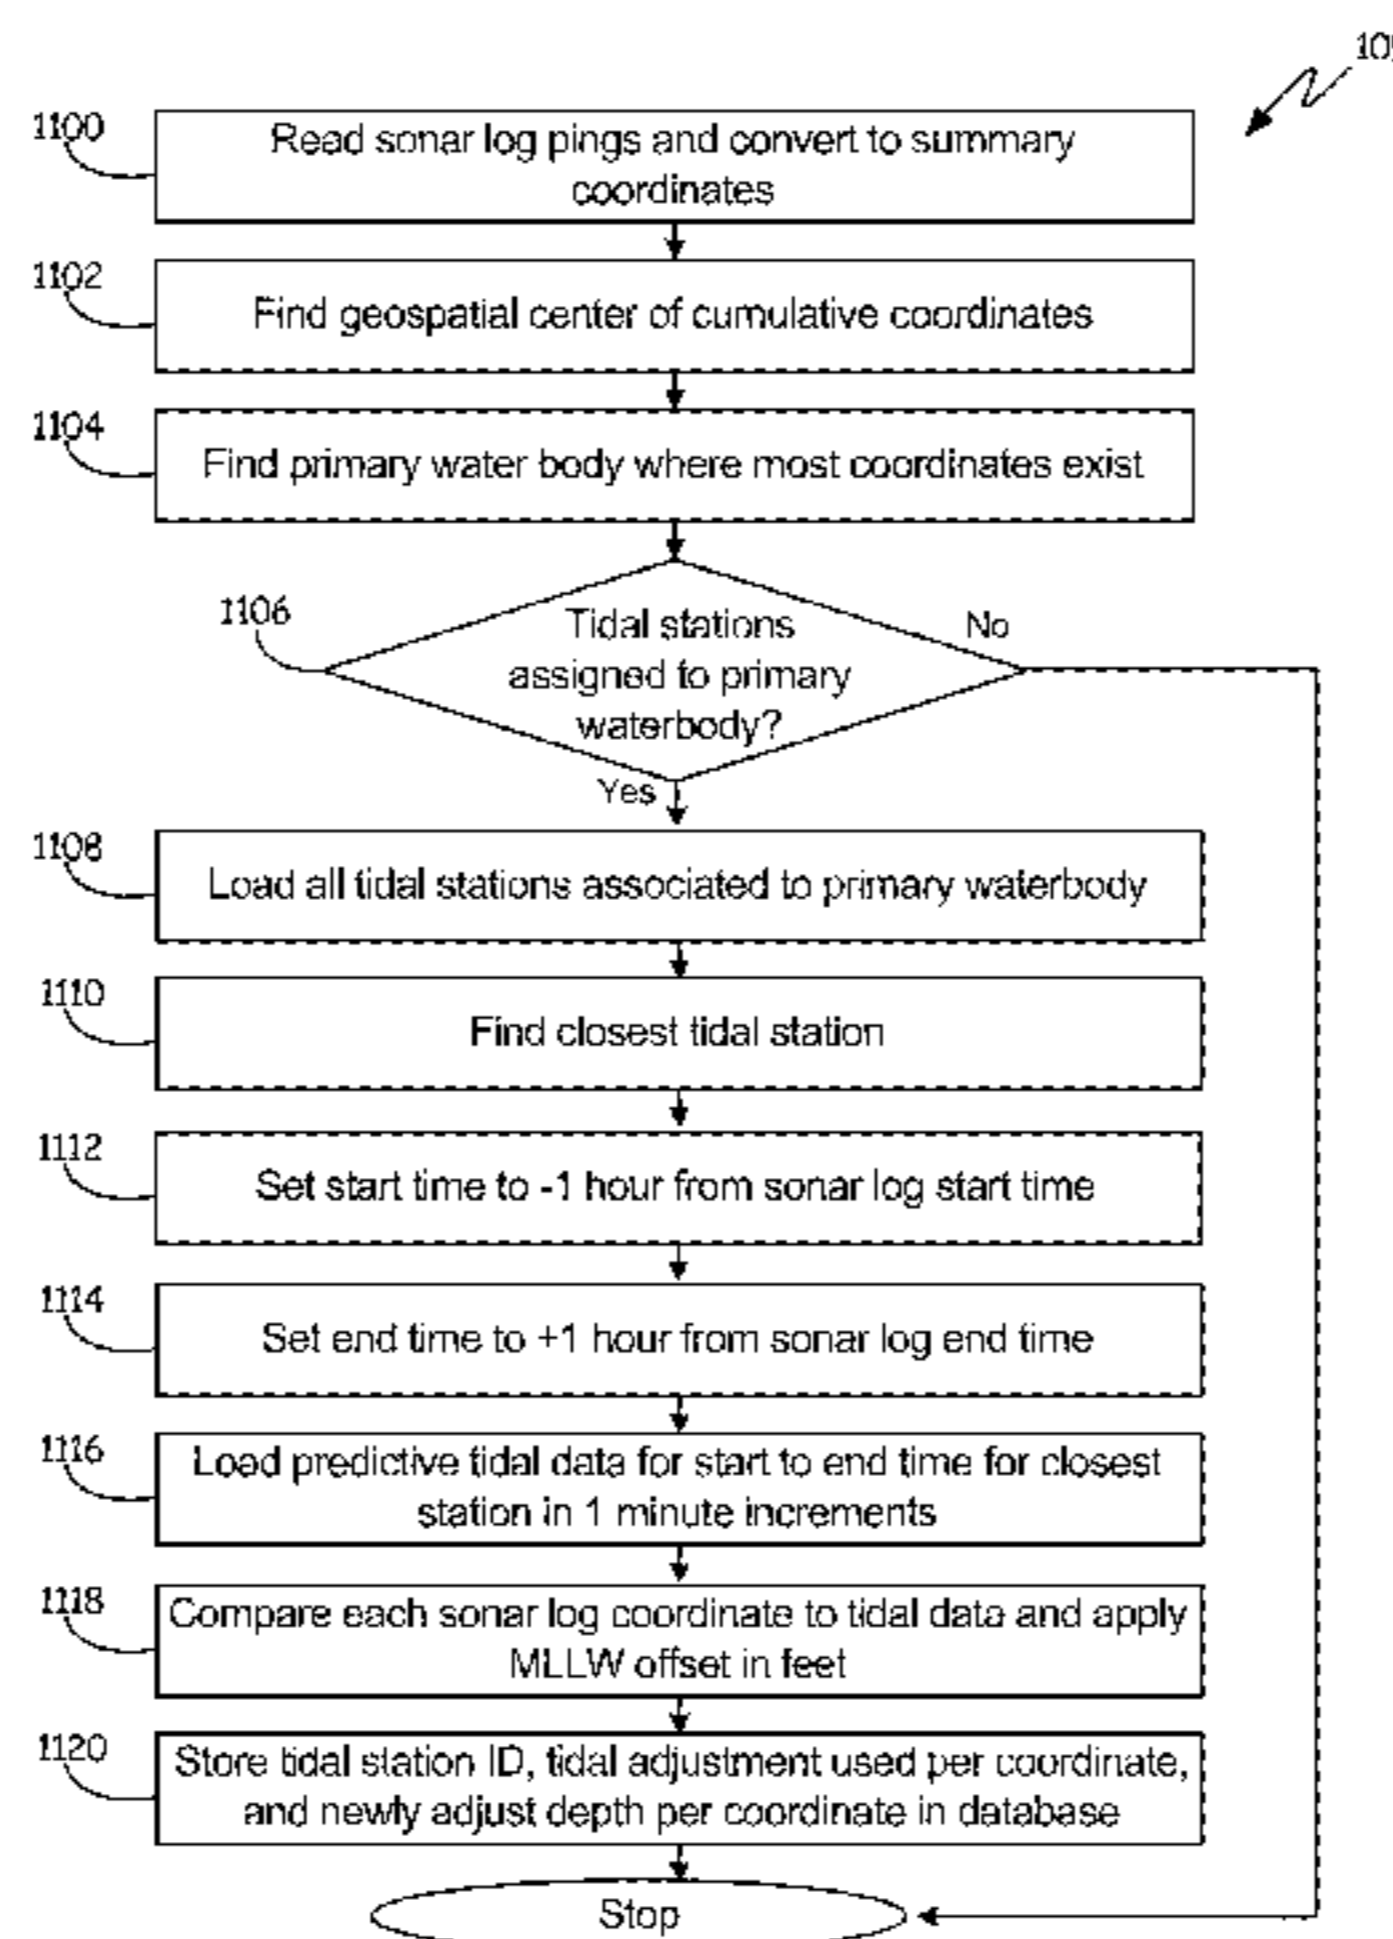 1100
Read sonar log pings and convert to summary
coordinates
1102
Find geospatial center of cumulative coordinates
1104
Find primary water body where most coordinates exist
1106
Tidal stations
assigned to primary
waterbody?
No
Yes
1108
Load all tidal stations associated to primary waterbody
1110
Find closest tidal station
1112
Set start time to -1 hour from sonar log start time
1114
Set end time to +1 hour from sonar log end time
1116
Load predictive tidal data for start to end time for closest
station in 1 minute increments
1118
Compare each sonar log coordinate to tidal data and apply
MLLW offset in feet
1120
Store tidal station ID, tidal adjustment used per coordinate,
and newly adjust depth per coordinate in database
Stop